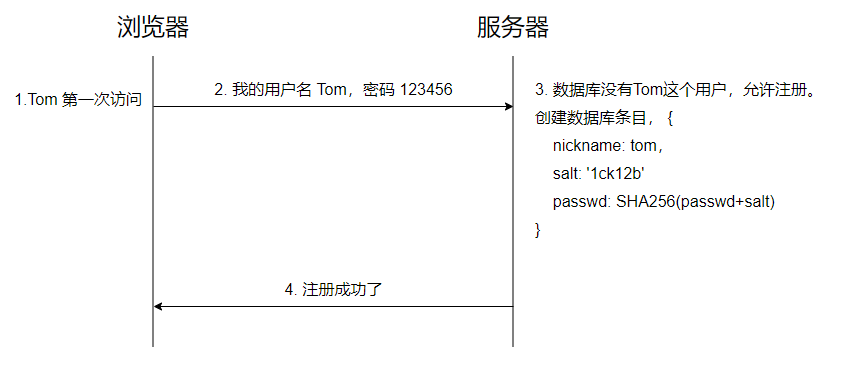 浏览器
服务器
1.Tom 第一次访问
2. 我的用户名 Tom，密码 123456
3. 数据库没有Tom这个用户，允许注册。
创建数据库条目， {
nickname: tom，
salt: '1ck12b'
passwd: SHA256(passwd+salt)
}
4. 注册成功了